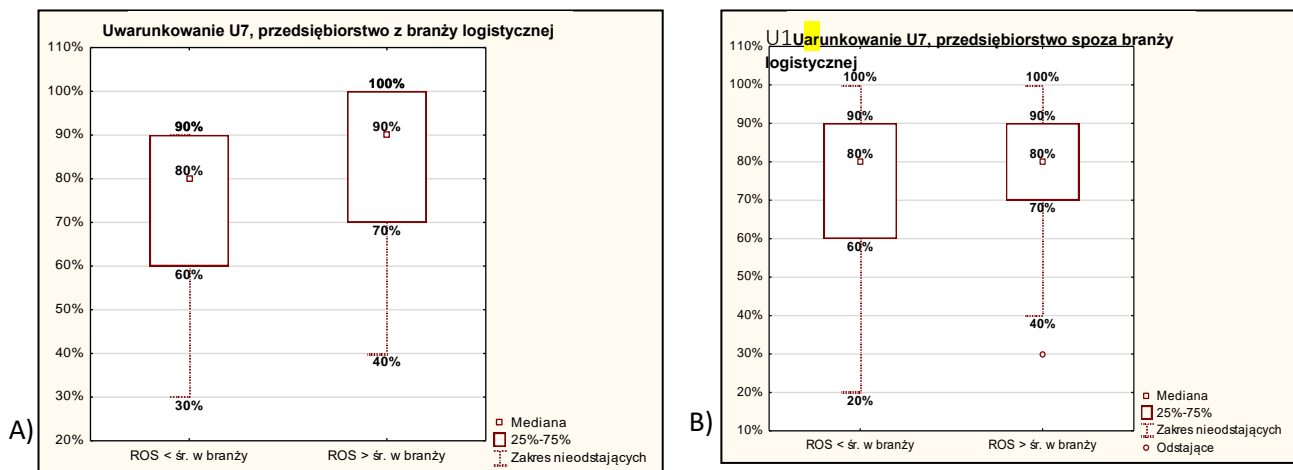 Uwarunkowanie U7, przedsiębiorstwo z branży logistycznej
110%
100%
90%
80%
70%
60%
50%
40%
30%
20%
90%
80%
60%
30%
100%
90%
70%
40%
ROS < śr. w branży
ROS > śr. w branży
Mediana
25%-75%
Zakres nieodstających
A)
U1Uarunkowanie U7, przedsiębiorstwo spoza branży
logistycznej
110%
100%
90%
80%
70%
60%
50%
40%
30%
20%
10%
100%
90%
80%
60%
20%
100%
90%
80%
70%
40%
ROS < śr. w branży
ROS > śr. w branży
Mediana
25%-75%
Zakres nieodstających
Odstające
B)